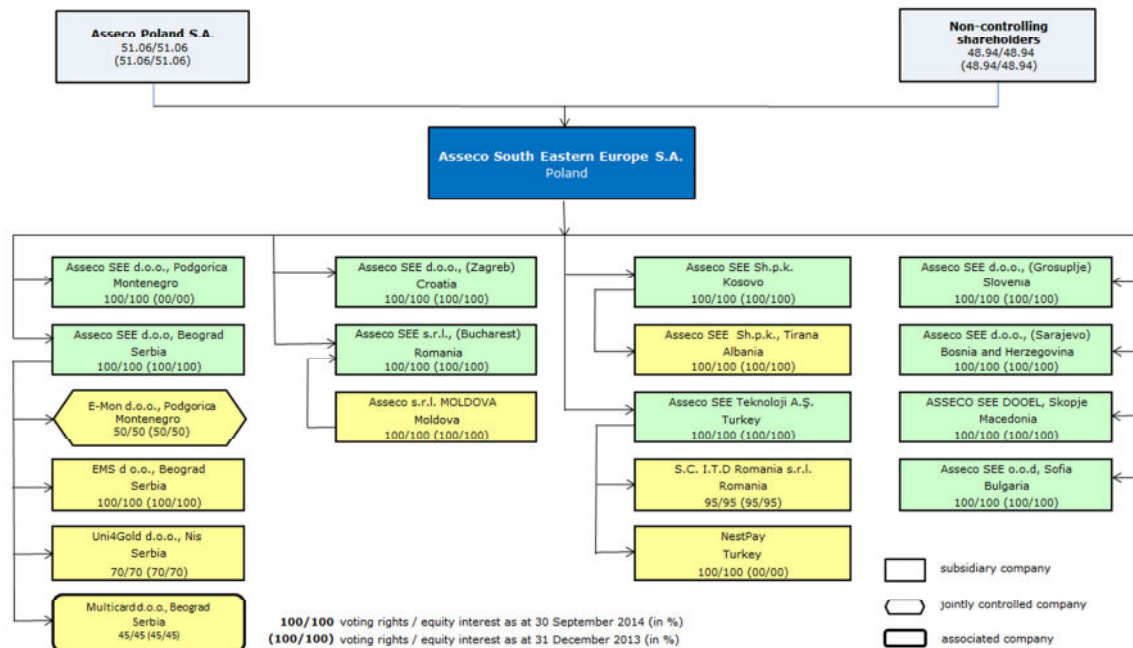 Asseco Poland S.A.
51.06/51.06
(51.06/51.06)
Non-controlling
shareholders
48.94/48.94
(48.94/48.94)
Asseco South Eastern Europe S.A.
Poland
Asseco SEE d.o.o., Podgorica
Montenegro
100/100 (00/00)
Asseco SEE d.o.o, Beograd
Serbia
100/100 (100/100)
E-Mon d.o.o., Podgorica
Montenegro
50/50 (50/50)
EMS d o.o., Beograd
Serbia
100/100 (100/100)
Uni4Gold d.o.o., Nis
Serbia
70/70 (70/70)
Multicard d.o.o., Beograd
Serbia
45/45 (45/45)
Asseco SEE d.o.o., (Zagreb)
Croatia
100/100 (100/100)
Asseco SEE s.r.l., (Bucharest)
Romania
100/100 (100/100)
Asseco s.r.l. MOLDOVA
Moldova
100/100 (100/100)
Asseco SEE Sh.p.k.
Kosovo
100/100 (100/100)
Asseco SEE Sh.p.k., Tirana
Albania
100/100 (100/100)
Asseco SEE Teknoloji A.Ş.
Turkey
100/100 (100/100)
S.C. I.T.D Romania s.r.l.
Romania
95/95 (95/95)
NestPay
Turkey
100/100 (00/00)
Asseco SEE d.o.o., (Grosuplje)
Slovenia
100/100 (100/100)
Asseco SEE d.o.o., (Sarajevo)
Bosnia and Herzegovina
100/100 (100/100)
ASSECO SEE DOOEL, Skopje
Macedonia
100/100 (100/100)
Asseco SEE o.o.d, Sofia
Bulgaria
100/100 (100/100)
subsidiary company
jointly controlled company
associated company
100/100 voting rights / equity interest as at 30 September 2014 (in %)
(100/100) voting rights / equity interest as at 31 December 2013 (in %)